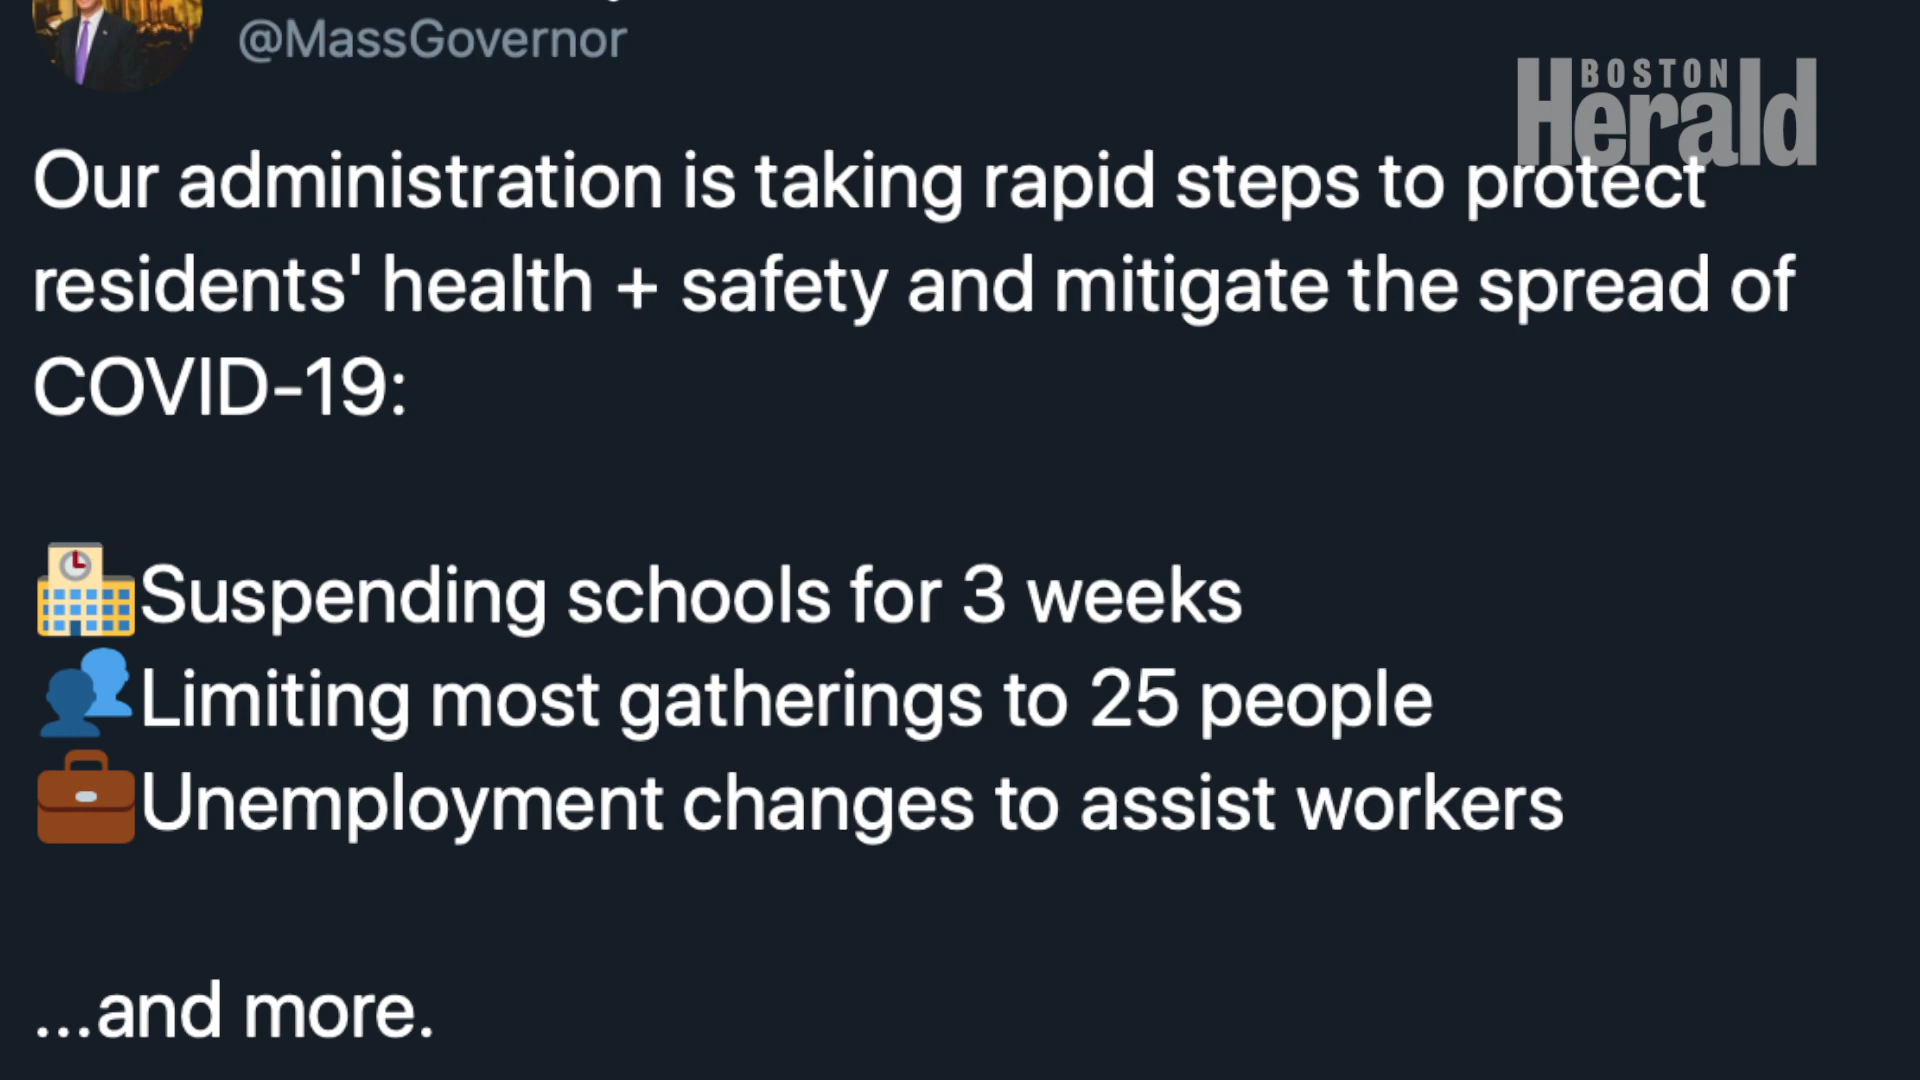 @MassGovernor
BOSTON
Herald
Our administration is taking rapid steps to protect
residents' health + safety and mitigate the spread of
COVID-19:
Suspending schools for 3 weeks
Limiting most gatherings to 25 people
Unemployment changes to assist workers
...and more.